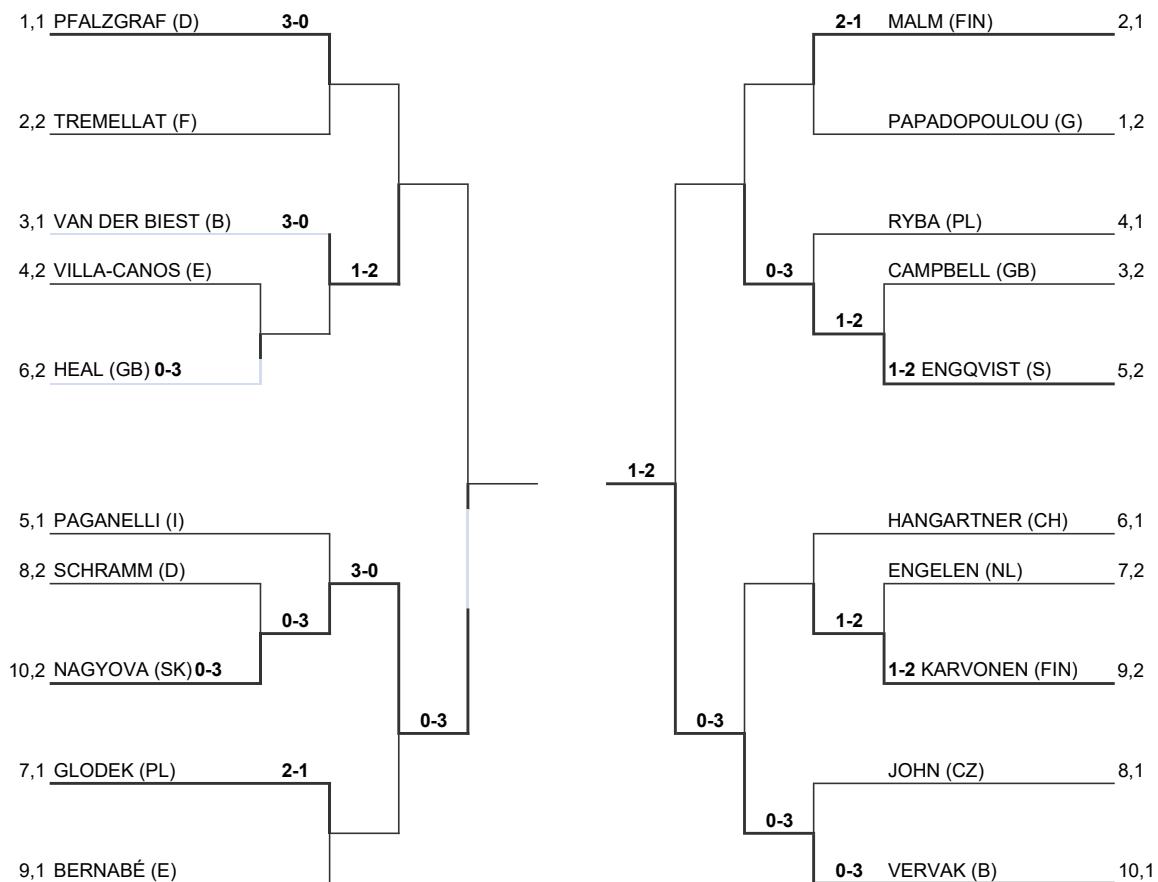 1,1 PFALZGRAF (D) 3-0 2-1 MALM (FIN) 2,1
2,2 TREMELLAT (F) PAPADOPOULOU (G) 1,2
3,1 VAN DER BIEST (B) 3-0 RYBA (PL) 4,1
4,2 VILLA-CANOS (E) 1-2 0-3 CAMPBELL (GB) 3,2
1-2
6,2 HEAL (GB) 0-3 1-2 ENGQVIST (S) 5,2
1-2
5,1 PAGANELLI (I) HANGARTNER (CH) 6,1
8,2 SCHRAMM (D) 3-0 ENGELEN (NL) 7,2
0-3 1-2
10,2 NAGYOVA (SK) 0-3 1-2 KARVONEN (FIN) 9,2
0-3 0-3
7,1 GLODEK (PL) 2-1 JOHN (CZ) 8,1
0-3
9,1 BERNABÉ (E) 0-3 VERVAK (B) 10,1